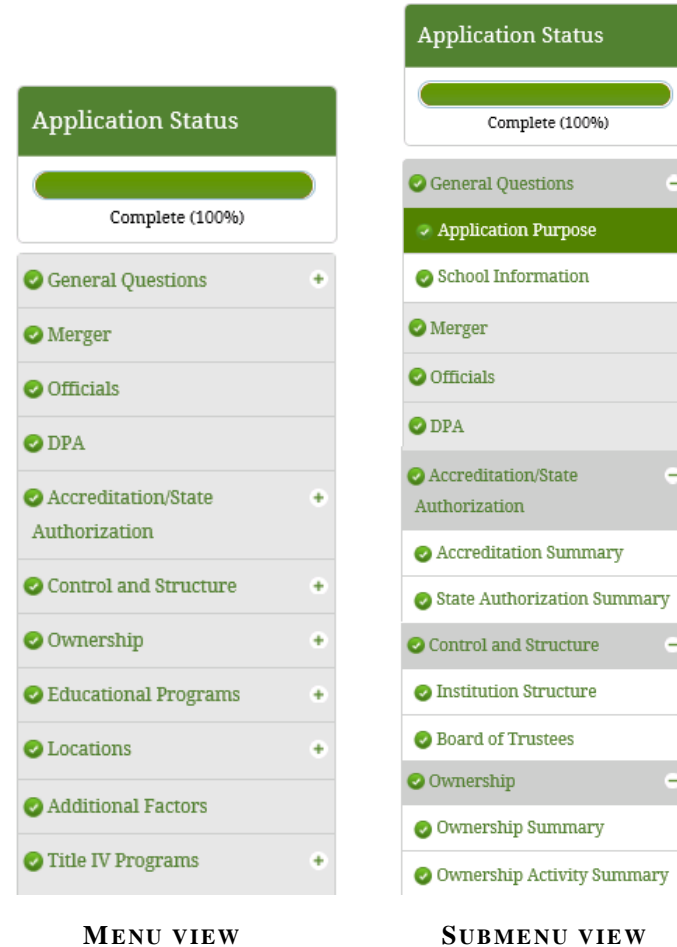 Application Status
Complete (100%)
General Questions
Merger
Officials
DPA
Accreditation/State
Authorization
Control and Structure
Ownership
Educational Programs
Locations
Additional Factors
Title IV Programs
MENU VIEW
Application Status
Complete (100%)
General Questions
Application Purpose
School Information
Merger
Officials
DPA
Accreditation/State
Authorization
Accreditation Summary
State Authorization Summary
Control and Structure
Institution Structure
Board of Trustees
Ownership
Ownership Summary
Ownership Activity Summary
SUBMENU VIEW